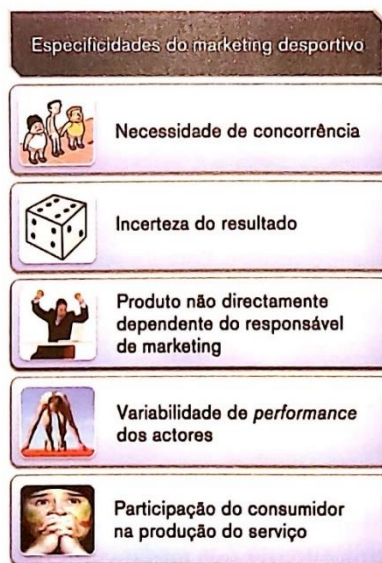 Especificidades do marketing desportivo
Necessidade de concorrência
Incerteza do resultado
Produto não directamente
dependente do responsável
de marketing
Variabilidade de performance
dos actores
Participação do consumidor
na produção do serviço